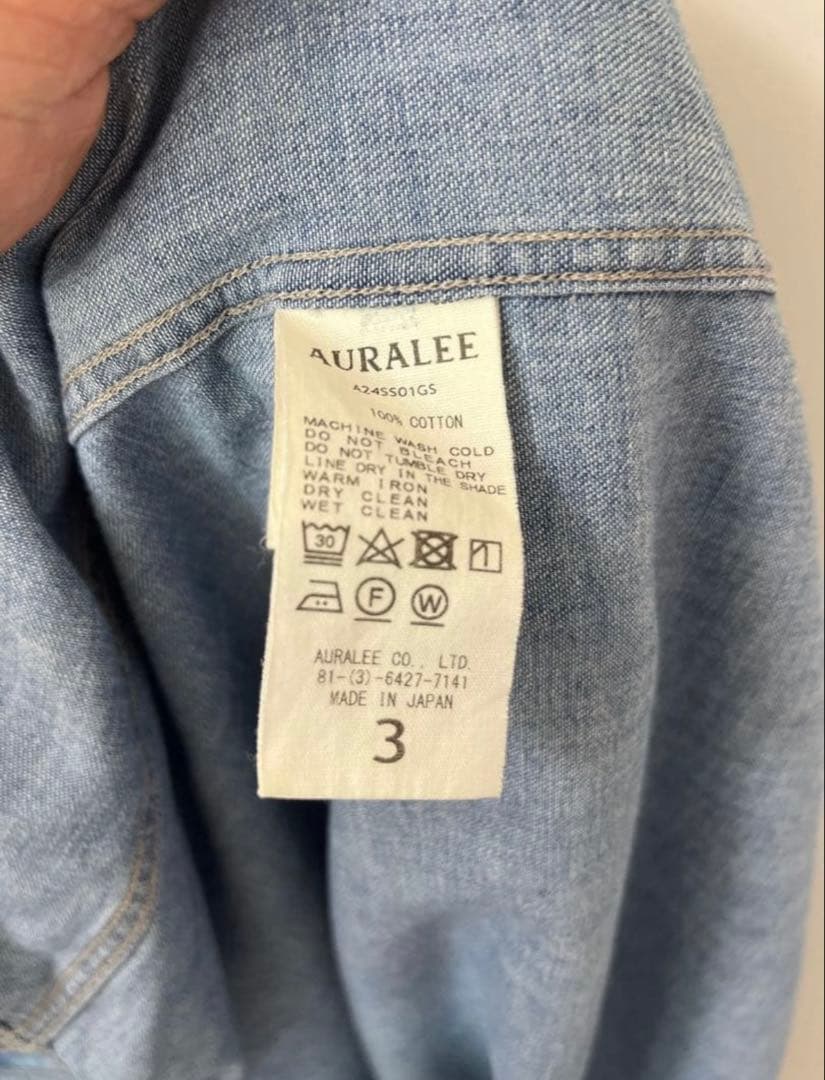 AURALEE
A24SS01GS
100% COTTON
MACHINE WASH COLD
DO NOT BLEACH
DO NOT TUMBLE DRY
LINE DRY IN THE SHADE
WARM IRON
DRY CLEAN
WET CLEAN
30
F W
AURALEE CO., LTD.
81-(3)-6427-7141
MADE IN JAPAN
3